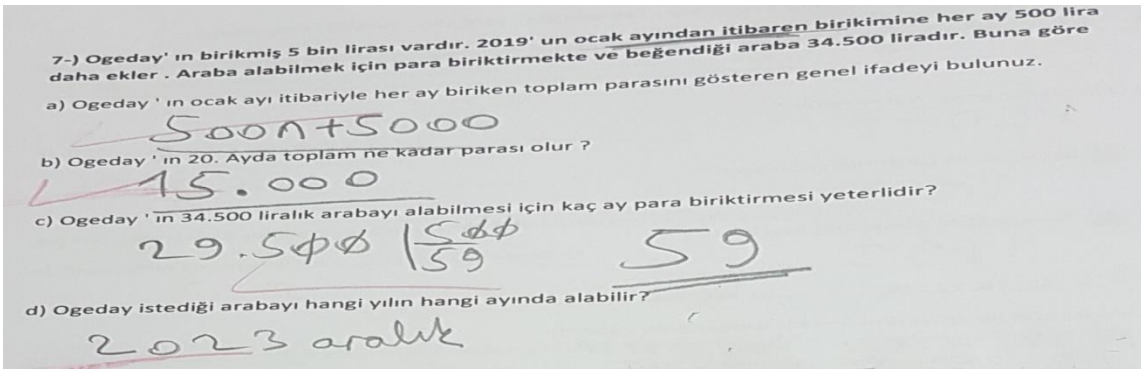 7-) Ogeday' ın birikmiş 5 bin lirası vardır. 2019' un ocak ayından itibaren birikimine her ay 500 lira
daha ekler . Araba alabilmek için para biriktirmekte ve beğendiği araba 34.500 liradır. Buna göre
a) Ogeday ' ın ocak ayı itibariyle her ay biriken toplam parasını gösteren genel ifadeyi bulunuz.
500n+5000
b) Ogeday ' ın 20. Ayda toplam ne kadar parası olur ?
15.000
c) Ogeday ' ın 34.500 liralık arabayı alabilmesi için kaç ay para biriktirmesi yeterlidir?
29.500 | 500 59
59
d) Ogeday istediği arabayı hangi yılın hangi ayında alabilir?
2023 aralık